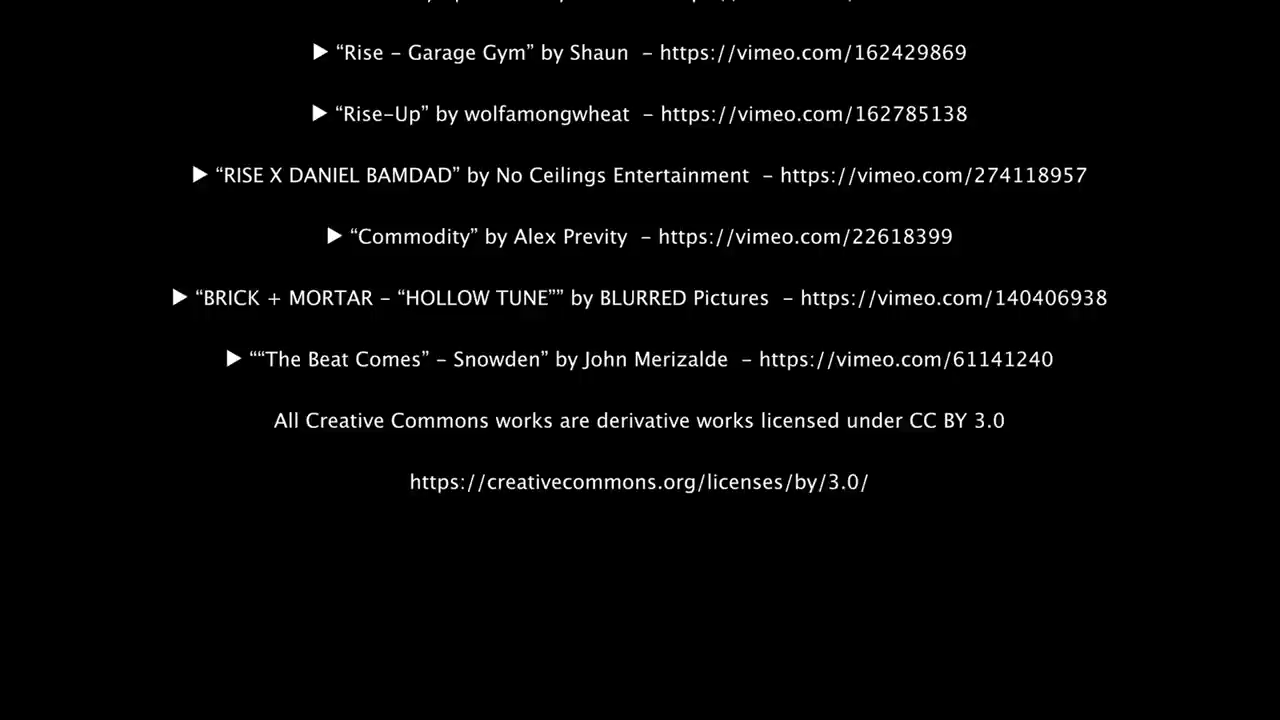 ▶ “Rise – Garage Gym” by Shaun – https://vimeo.com/162429869
▶ “Rise-Up” by wolfamongwheat – https://vimeo.com/162785138
▶ “RISE X DANIEL BAMDAD” by No Ceilings Entertainment – https://vimeo.com/274118957
▶ “Commodity” by Alex Previty – https://vimeo.com/22618399
▶ “BRICK + MORTAR – “HOLLOW TUNE”” by BLURRED Pictures – https://vimeo.com/140406938
▶ ““The Beat Comes” – Snowden” by John Merizalde – https://vimeo.com/61141240
All Creative Commons works are derivative works licensed under CC BY 3.0
https://creativecommons.org/licenses/by/3.0/